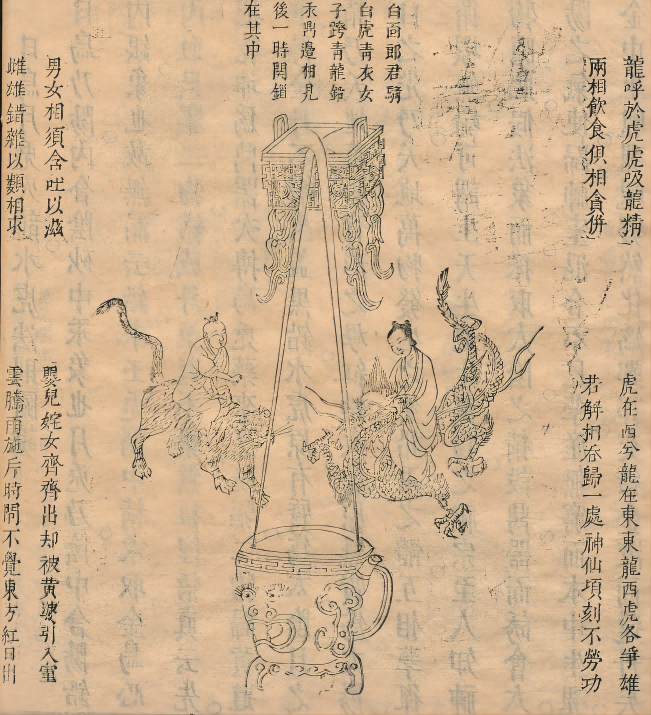 龍呼於虎虎吸龍精
兩相飲食俱相貪併
虎在西兮龍在東東龍西虎各爭雄
若解相吞歸一處神仙頃刻不勞功
白面郎君騎
白虎青衣女
子跨青龍鉛
汞鼎邉相見
後一時関鎖
在其中
男女相須含吐以滋
雌雄錯雜以類相求
嬰兒姹女齊齊出却被黃婆引入室
雲騰雨施片時間不覺東方紅日出